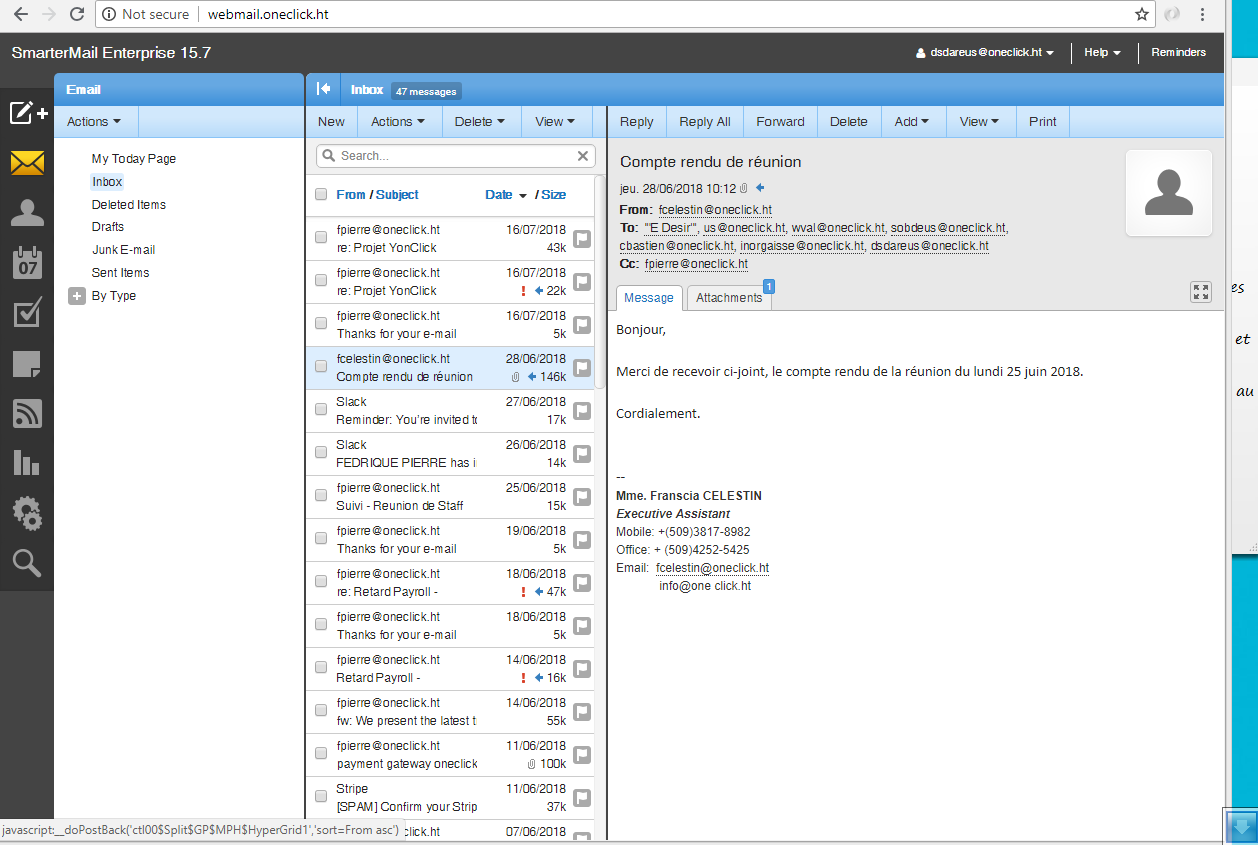 Not secure | webmail.oneclick.ht
SmarterMail Enterprise 15.7
dsdareus@oneclick.ht
Help
Reminders
Email
Actions
My Today Page
Inbox
Deleted Items
Drafts
Junk E-mail
Sent Items
By Type
07
Inbox 47 messages
New Actions Delete View
Search...
From / Subject Date / Size
fpierre@oneclick.ht 16/07/2018
re: Projet YonClick 43k
fpierre@oneclick.ht 16/07/2018
re: Projet YonClick ! 22k
fpierre@oneclick.ht 16/07/2018
Thanks for your e-mail 5k
fcelestin@oneclick.ht 28/06/2018
Compte rendu de réunion 146k
Slack 27/06/2018
Reminder: You're invited to 17k
Slack 26/06/2018
FEDRIQUE PIERRE has i 14k
fpierre@oneclick.ht 25/06/2018
Suivi - Reunion de Staff 15k
fpierre@oneclick.ht 19/06/2018
Thanks for your e-mail 5k
fpierre@oneclick.ht 18/06/2018
re: Retard Payroll - ! 47k
fpierre@oneclick.ht 18/06/2018
Thanks for your e-mail 5k
fpierre@oneclick.ht 14/06/2018
Retard Payroll - ! 16k
fpierre@oneclick.ht 14/06/2018
fw: We present the latest t 55k
fpierre@oneclick.ht 11/06/2018
payment gateway oneclick 100k
Stripe 11/06/2018
[SPAM] Confirm your Strip 37k
click.ht 07/06/2018
javascript:__doPostBack('ctl00$Split$GP$MPH$HyperGrid1','sort=From asc')
Reply Reply All Forward Delete Add View Print
Compte rendu de réunion
jeu. 28/06/2018 10:12
From: fcelestin@oneclick.ht
To: "'E Desir'", us@oneclick.ht, wval@oneclick.ht, sobdeus@oneclick.ht,
cbastien@oneclick.ht, inorgaisse@oneclick.ht, dsdareus@oneclick.ht
Cc: fpierre@oneclick.ht
Message Attachments 1
Bonjour,
Merci de recevoir ci-joint, le compte rendu de la réunion du lundi 25 juin 2018.
Cordialement.
--
Mme. Franscia CELESTIN
Executive Assistant
Mobile: +(509)3817-8982
Office: + (509)4252-5425
Email: fcelestin@oneclick.ht
info@one click.ht
es
et
au